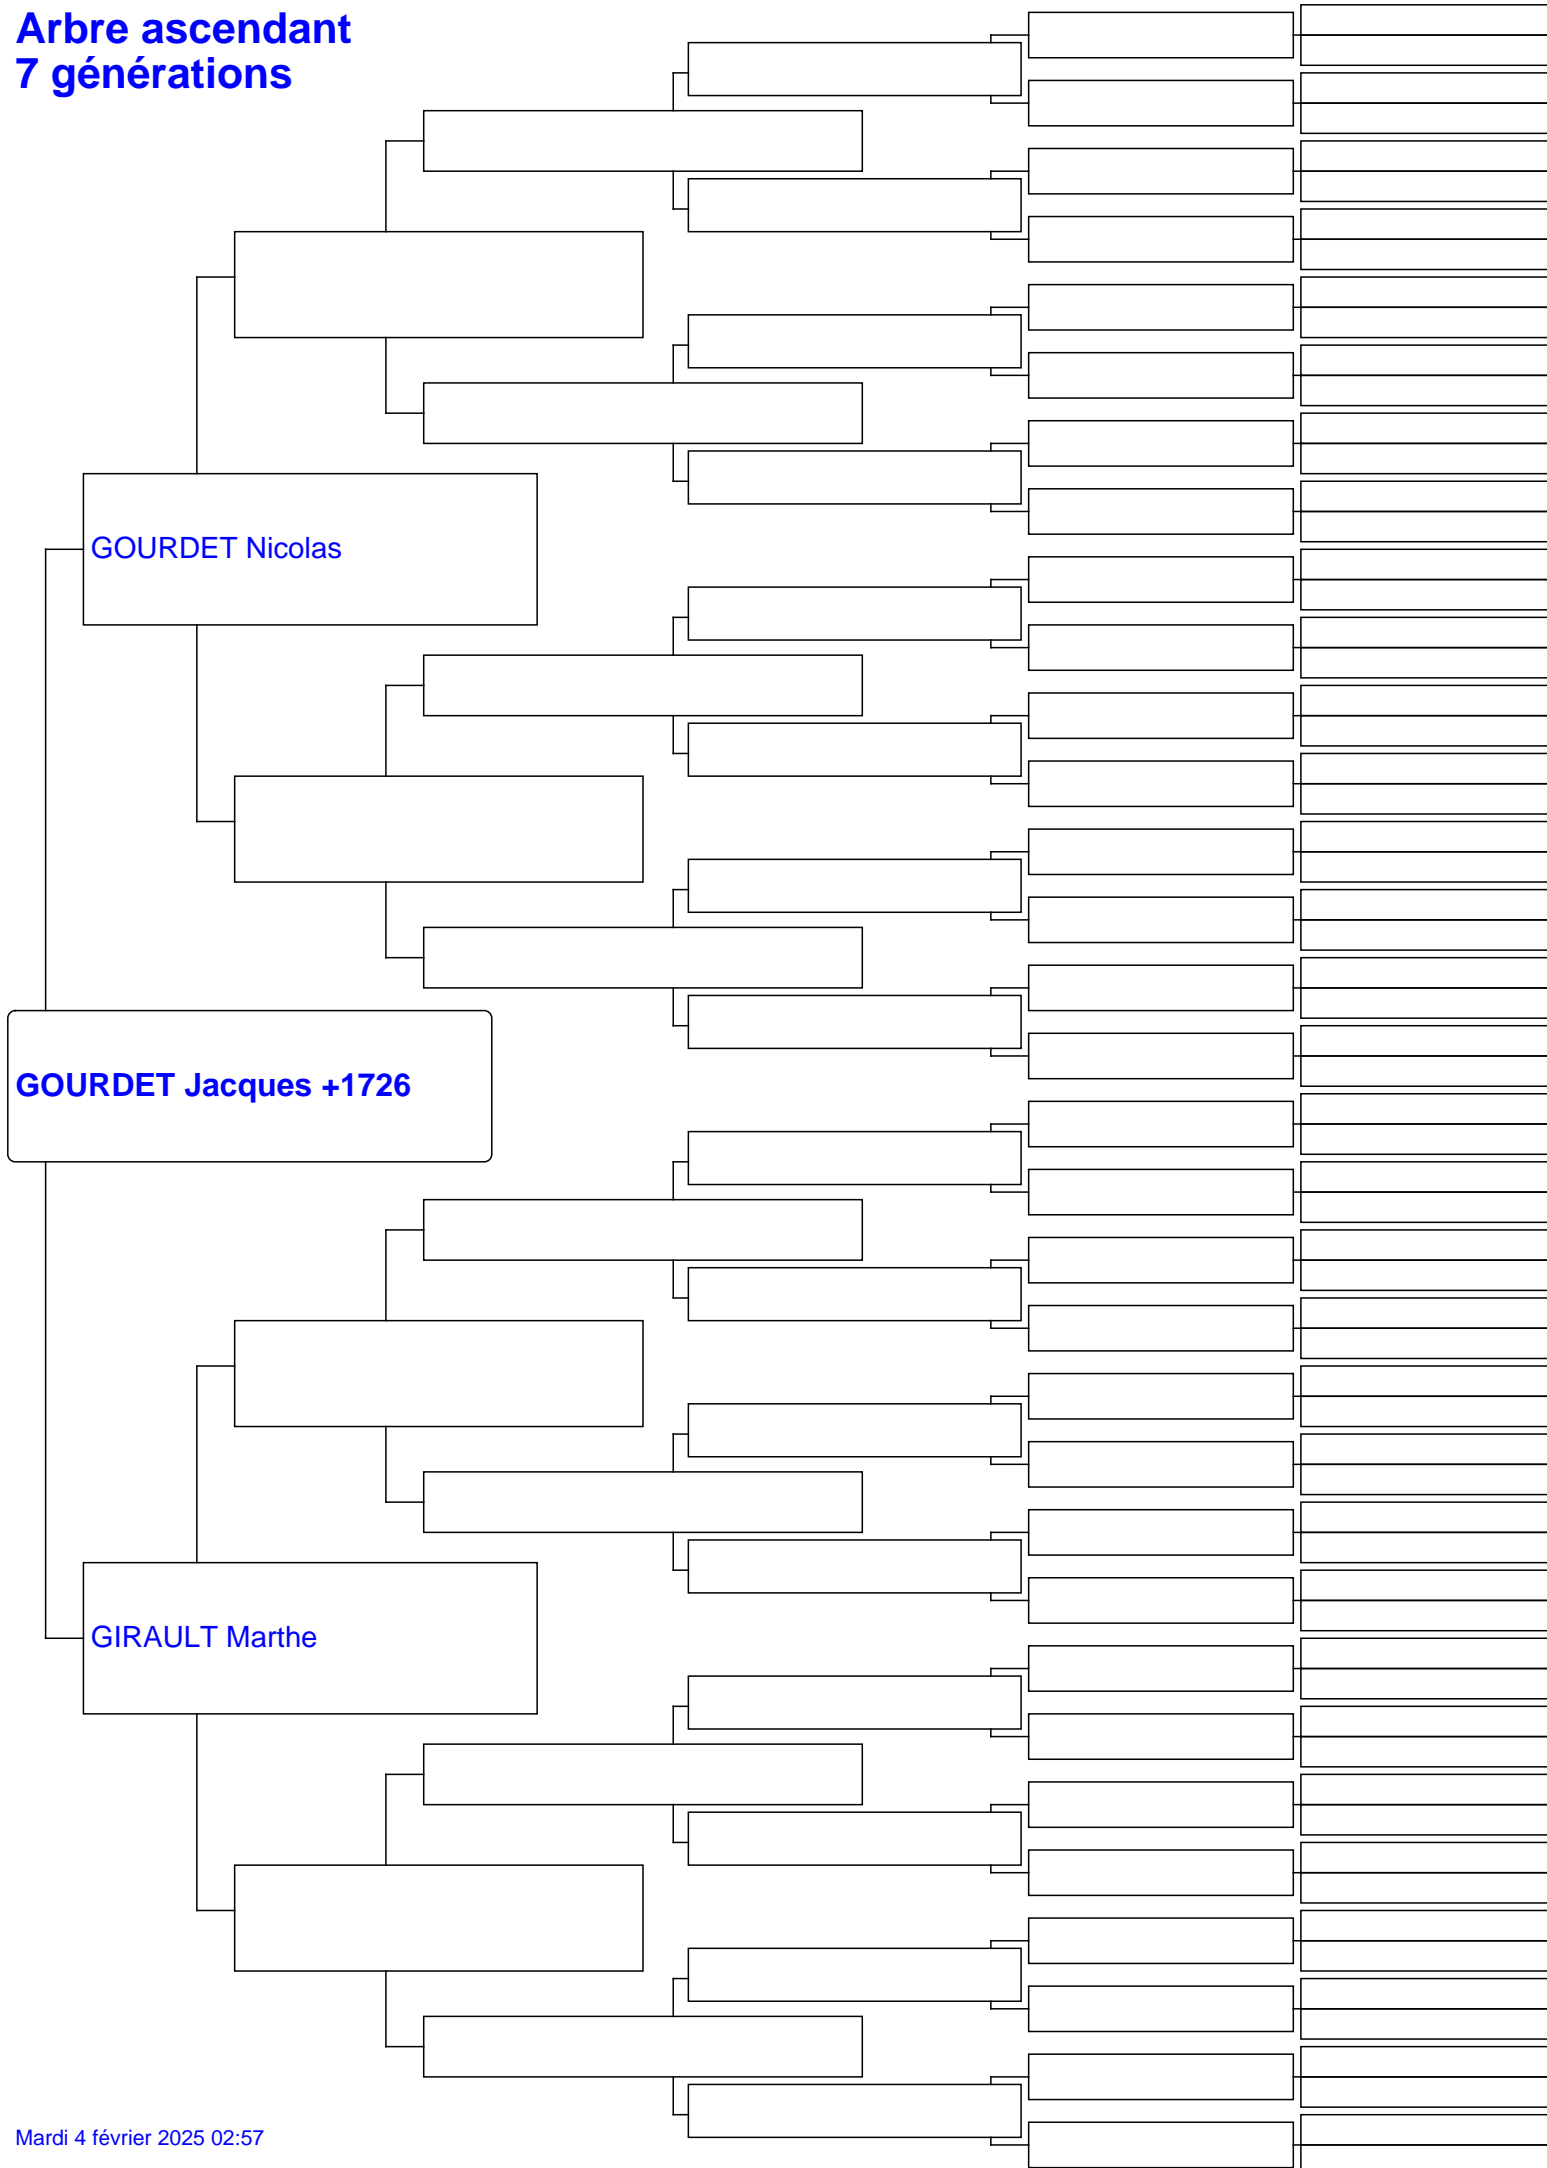 Arbre ascendant
7 générations
GOURDET Nicolas
GOURDET Jacques +1726
GIRAULT Marthe
Mardi 4 février 2025 02:57